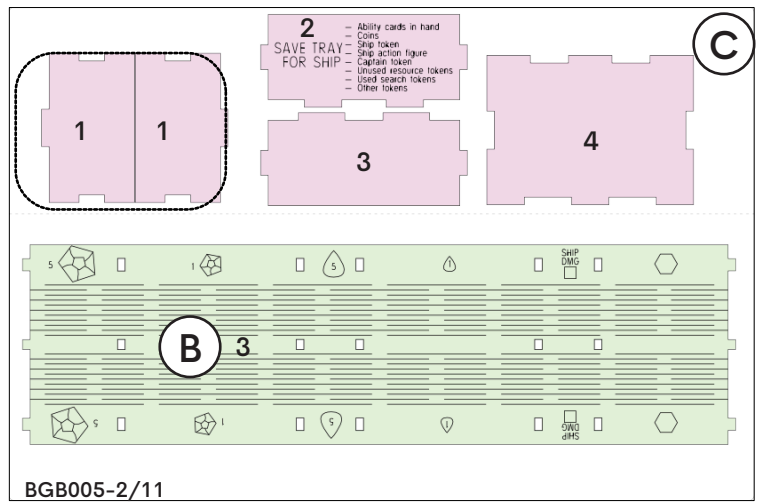 C
2
SAVE TRAY
FOR SHIP
– Ability cards in hand
– Coins
– Ship token
– Ship action figure
– Captain token
– Unused resource tokens
– Used search tokens
– Other tokens
1 1
3
4
5 1 5 1 SHIP
DMG
B 3
5 1 5 1 SHIP
DMG
BGB005-2/11